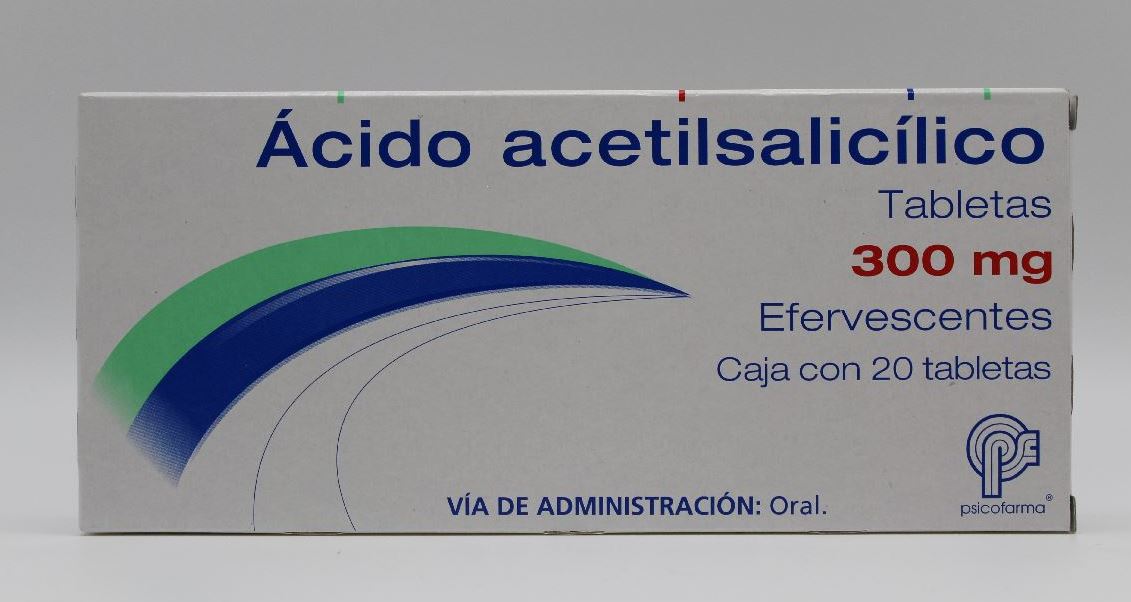 Ácido acetilsalicílico
Tabletas
300 mg
Efervescentes
Caja con 20 tabletas
VÍA DE ADMINISTRACIÓN: Oral.
psicofarma®